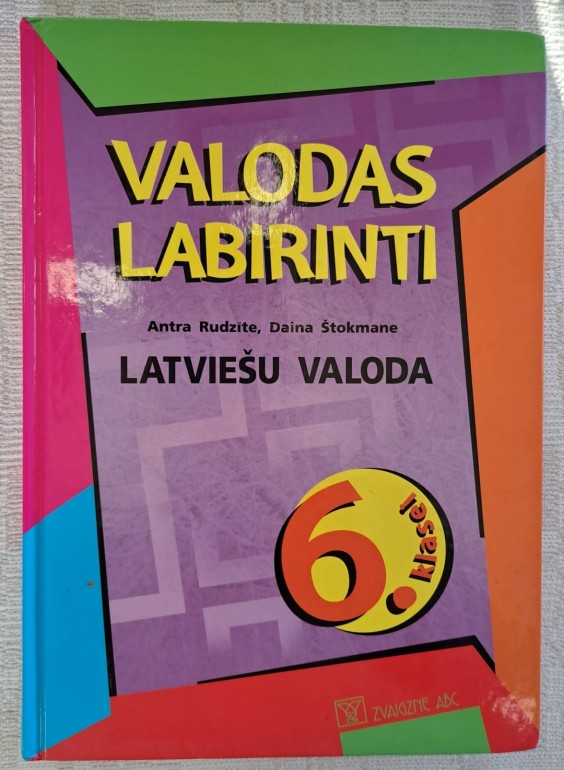 VALODAS
LABIRINTI
Antra Rudzīte, Daina Štokmane
LATVIEŠU VALODA
6. klasei
ZVAIGZNE ABC